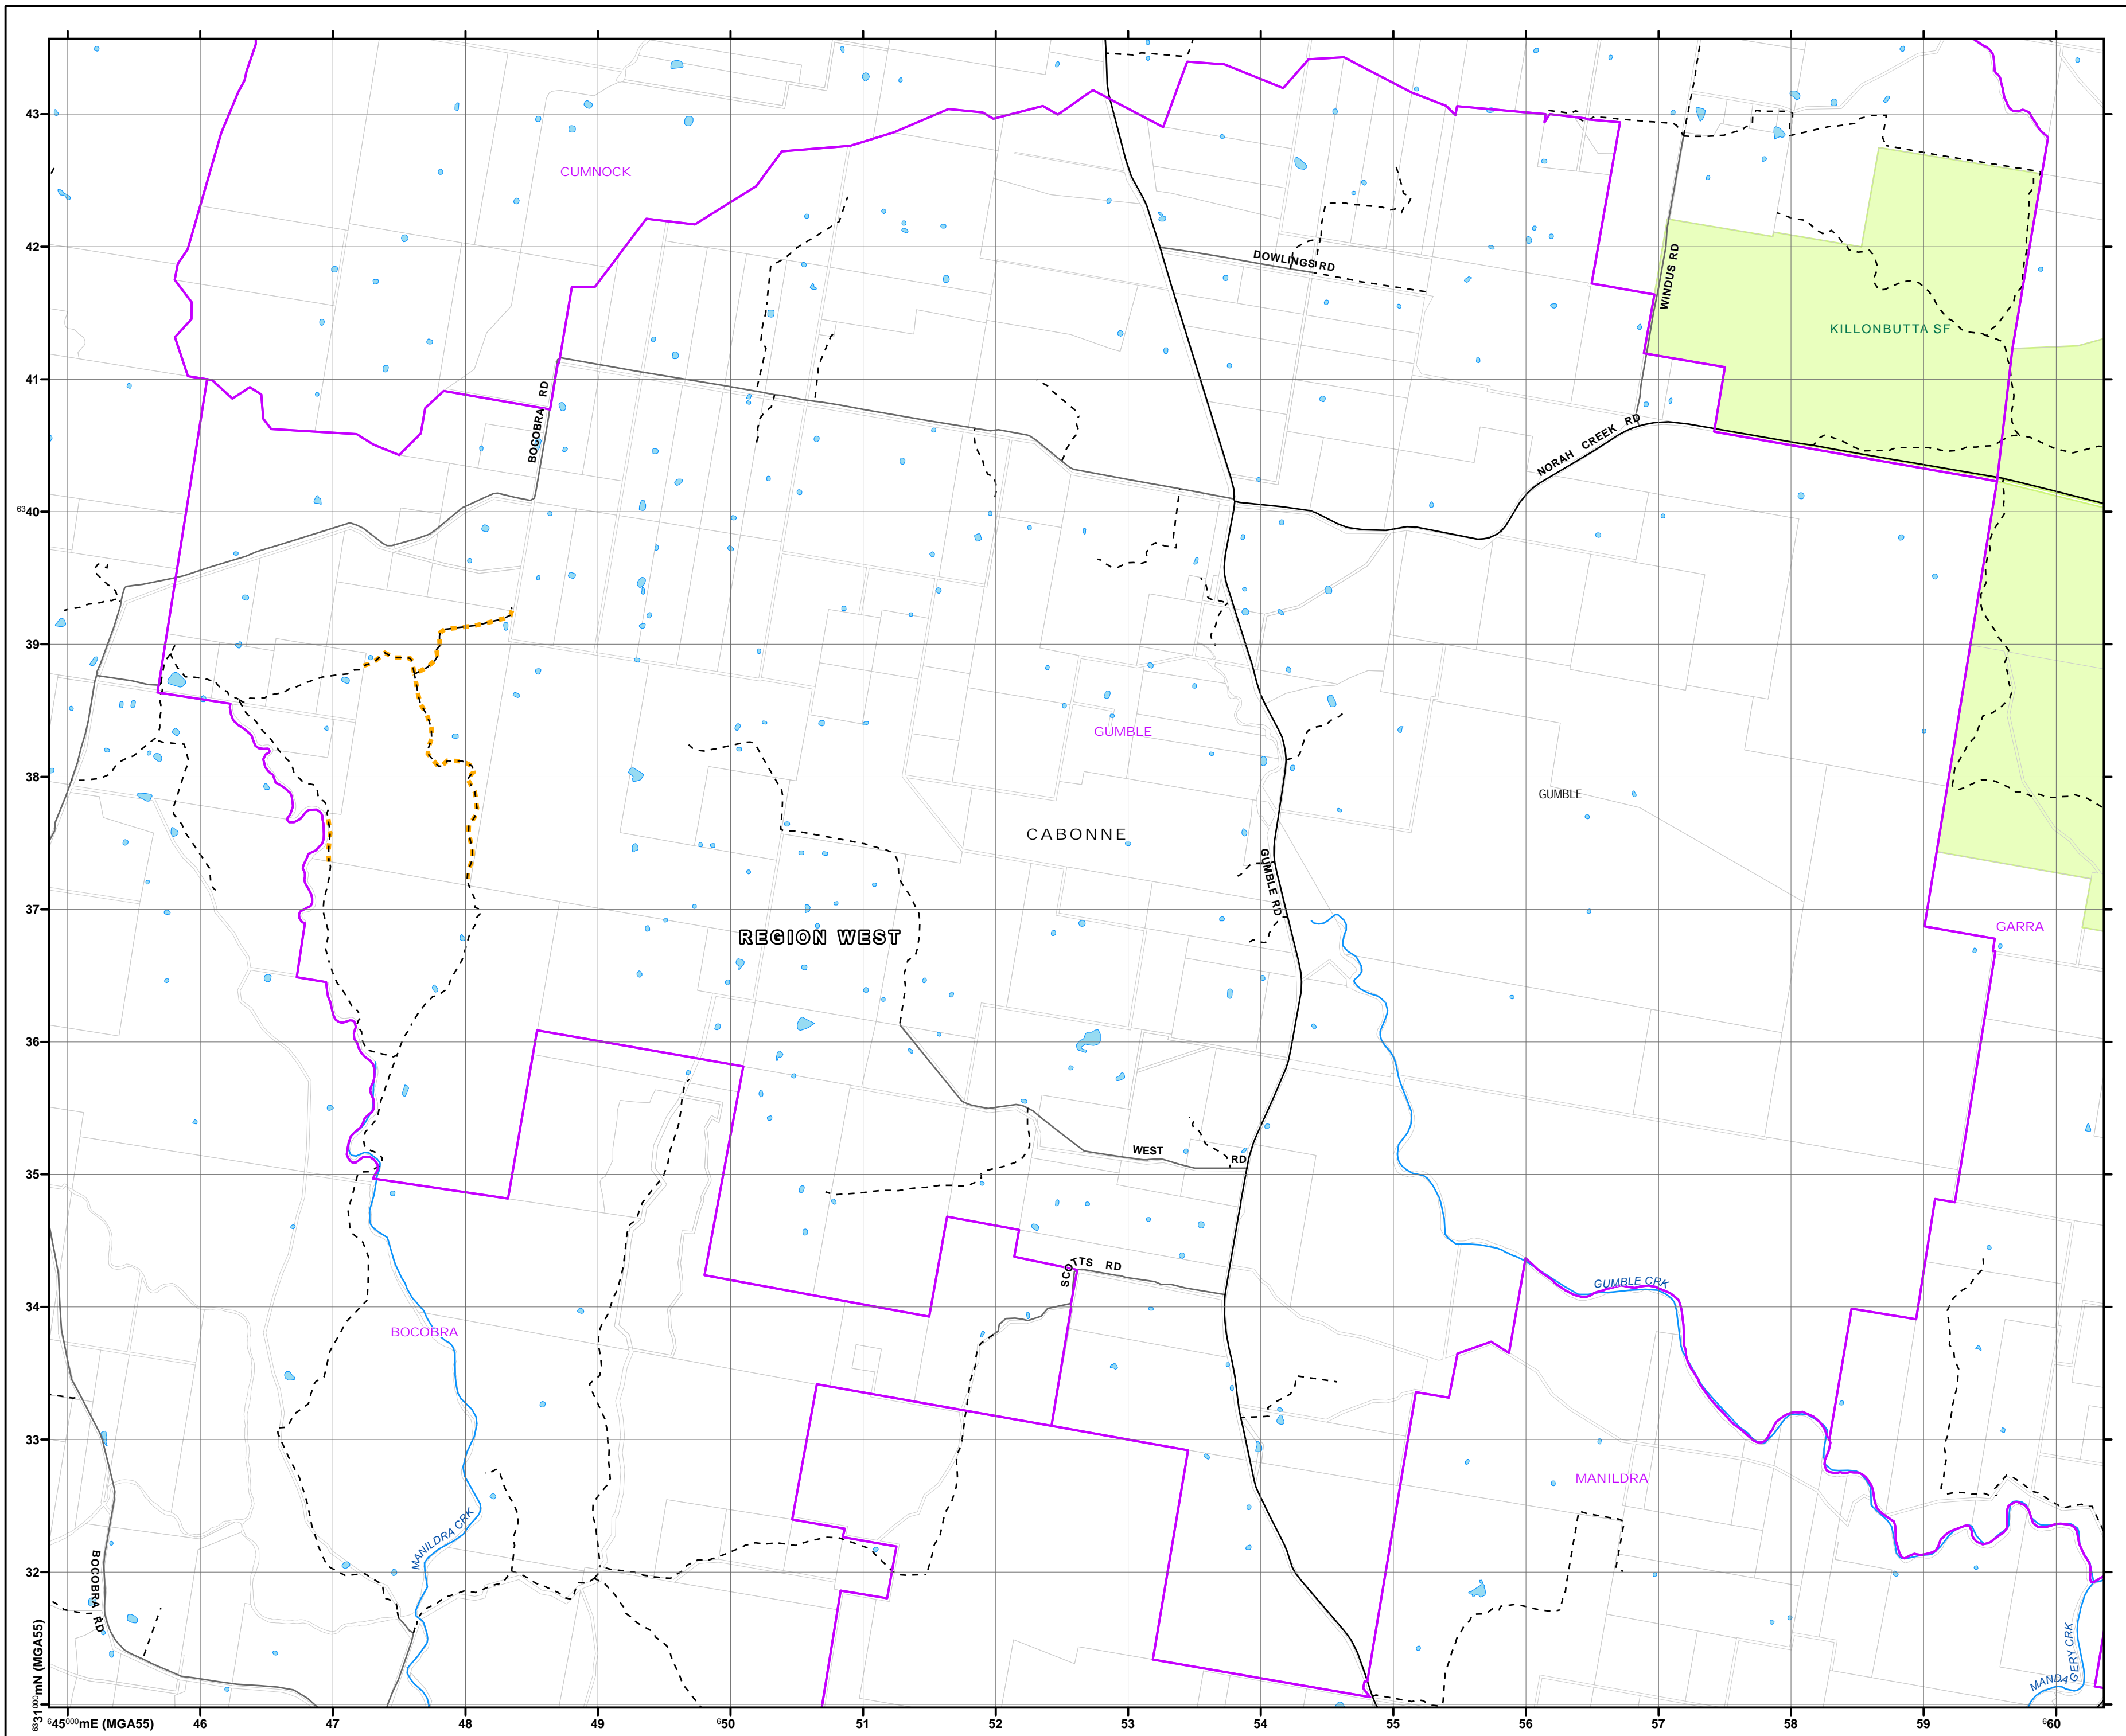 43
CUMNOCK
42
DOWLINGS RD
WINDUS RD
KILLONBUTTA SF
41
BOCOBRA RD
NORAH CREEK RD
6340
39
GUMBLE
38
GUMBLE
CABONNE
GUMBLE RD
37
REGION WEST
GARRA
36
WEST RD
35
SCOTTS RD
GUMBLE CRK
34
BOCOBRA
33
MANILDRA
MANILDRA CRK
32
BOCOBRA RD
MANDAGERY CRK
6331000mN (MGA55)
645000mE (MGA55) 46 47 48 49 650 51 52 53 54 55 56 57 58 59 660